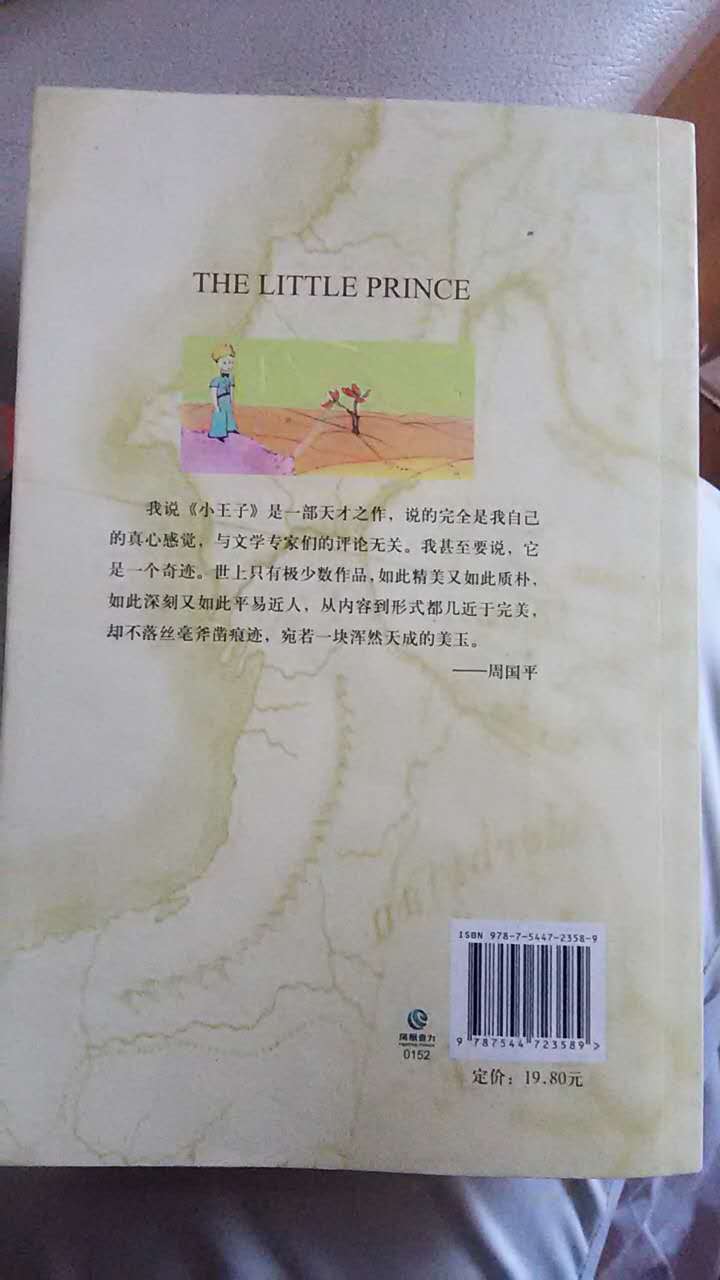 THE LITTLE PRINCE
我说《小王子》是一部天才之作，说的完全是我自己
的真心感觉，与文学专家们的评论无关。我甚至要说，它
是一个奇迹。世上只有极少数作品，如此精美又如此质朴，
如此深刻又如此平易近人，从内容到形式都几近于完美，
却不落丝毫斧凿痕迹，宛若一块浑然天成的美玉。
——周国平
ISBN 978-7-5447-2358-9
9 787544 723589 >
凤凰壹力
0152
定价：19.80元